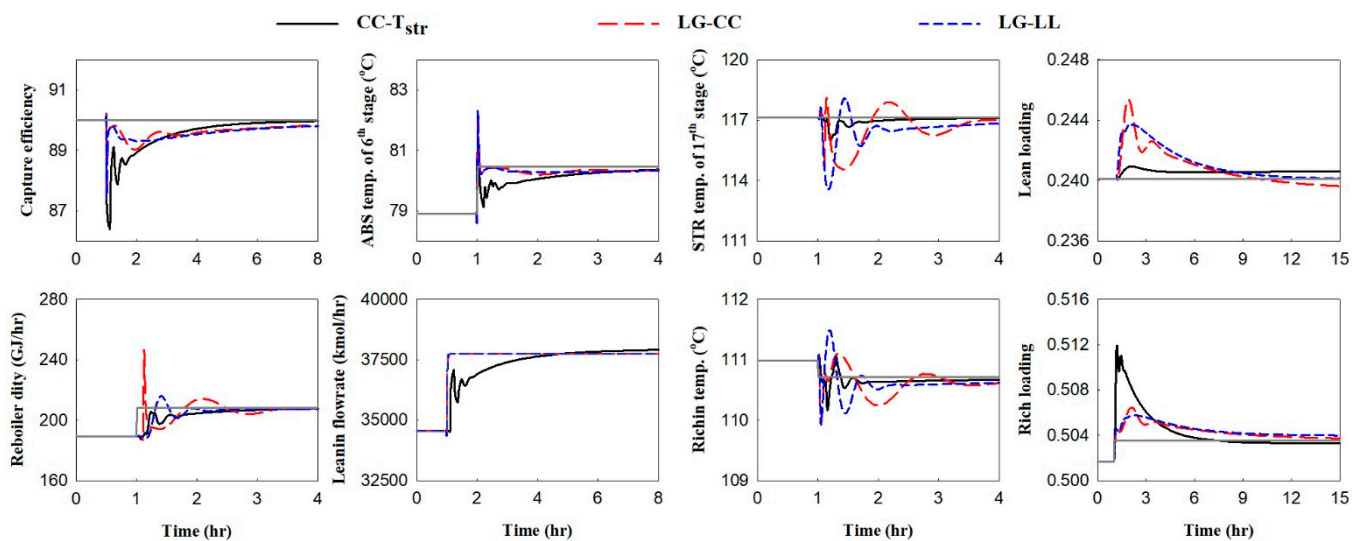 CC-Tstr LG-CC LG-LL
Capture efficiency
91
89
87
0 2 4 6 8
ABS temp. of 6th stage (°C)
83
81
79
0 1 2 3 4
STR temp. of 17th stage (°C)
120
117
114
111
0 1 2 3 4
Lean loading
0.248
0.244
0.240
0.236
0 3 6 9 12 15
Reboiler dity (GJ/hr)
280
240
200
160
0 1 2 3 4
Time (hr)
Leanin flowrate (kmol/hr)
40000
37500
35000
32500
0 2 4 6 8
Time (hr)
Richin temp. (°C)
112
111
110
109
0 1 2 3 4
Time (hr)
Rich loading
0.516
0.512
0.508
0.504
0.500
0 3 6 9 12 15
Time (hr)